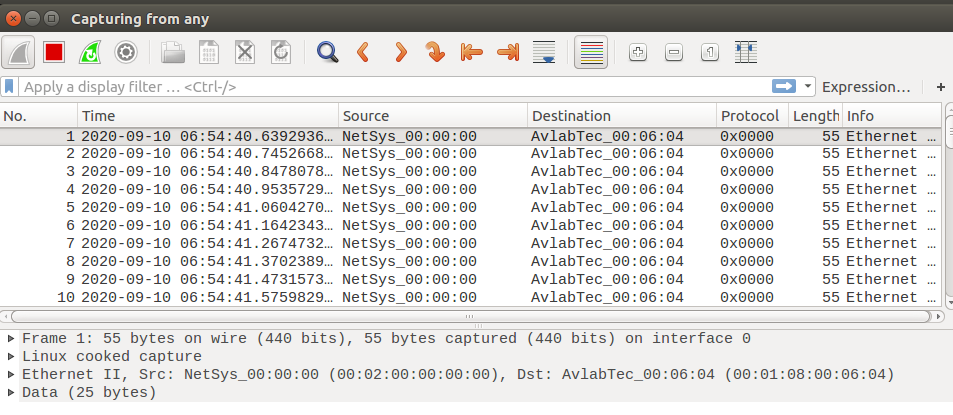 Capturing from any
Apply a display filter … <Ctrl-/>
Expression…
+
No. Time Source Destination Protocol Length Info
1 2020-09-10 06:54:40.6392936… NetSys_00:00:00 AvlabTec_00:06:04 0x0000 55 Ethernet …
2 2020-09-10 06:54:40.7452668… NetSys_00:00:00 AvlabTec_00:06:04 0x0000 55 Ethernet …
3 2020-09-10 06:54:40.8478078… NetSys_00:00:00 AvlabTec_00:06:04 0x0000 55 Ethernet …
4 2020-09-10 06:54:40.9535729… NetSys_00:00:00 AvlabTec_00:06:04 0x0000 55 Ethernet …
5 2020-09-10 06:54:41.0604270… NetSys_00:00:00 AvlabTec_00:06:04 0x0000 55 Ethernet …
6 2020-09-10 06:54:41.1642343… NetSys_00:00:00 AvlabTec_00:06:04 0x0000 55 Ethernet …
7 2020-09-10 06:54:41.2674732… NetSys_00:00:00 AvlabTec_00:06:04 0x0000 55 Ethernet …
8 2020-09-10 06:54:41.3702389… NetSys_00:00:00 AvlabTec_00:06:04 0x0000 55 Ethernet …
9 2020-09-10 06:54:41.4731573… NetSys_00:00:00 AvlabTec_00:06:04 0x0000 55 Ethernet …
10 2020-09-10 06:54:41.5759829… NetSys_00:00:00 AvlabTec_00:06:04 0x0000 55 Ethernet …
Frame 1: 55 bytes on wire (440 bits), 55 bytes captured (440 bits) on interface 0
Linux cooked capture
Ethernet II, Src: NetSys_00:00:00 (00:02:00:00:00:00), Dst: AvlabTec_00:06:04 (00:01:08:00:06:04)
Data (25 bytes)